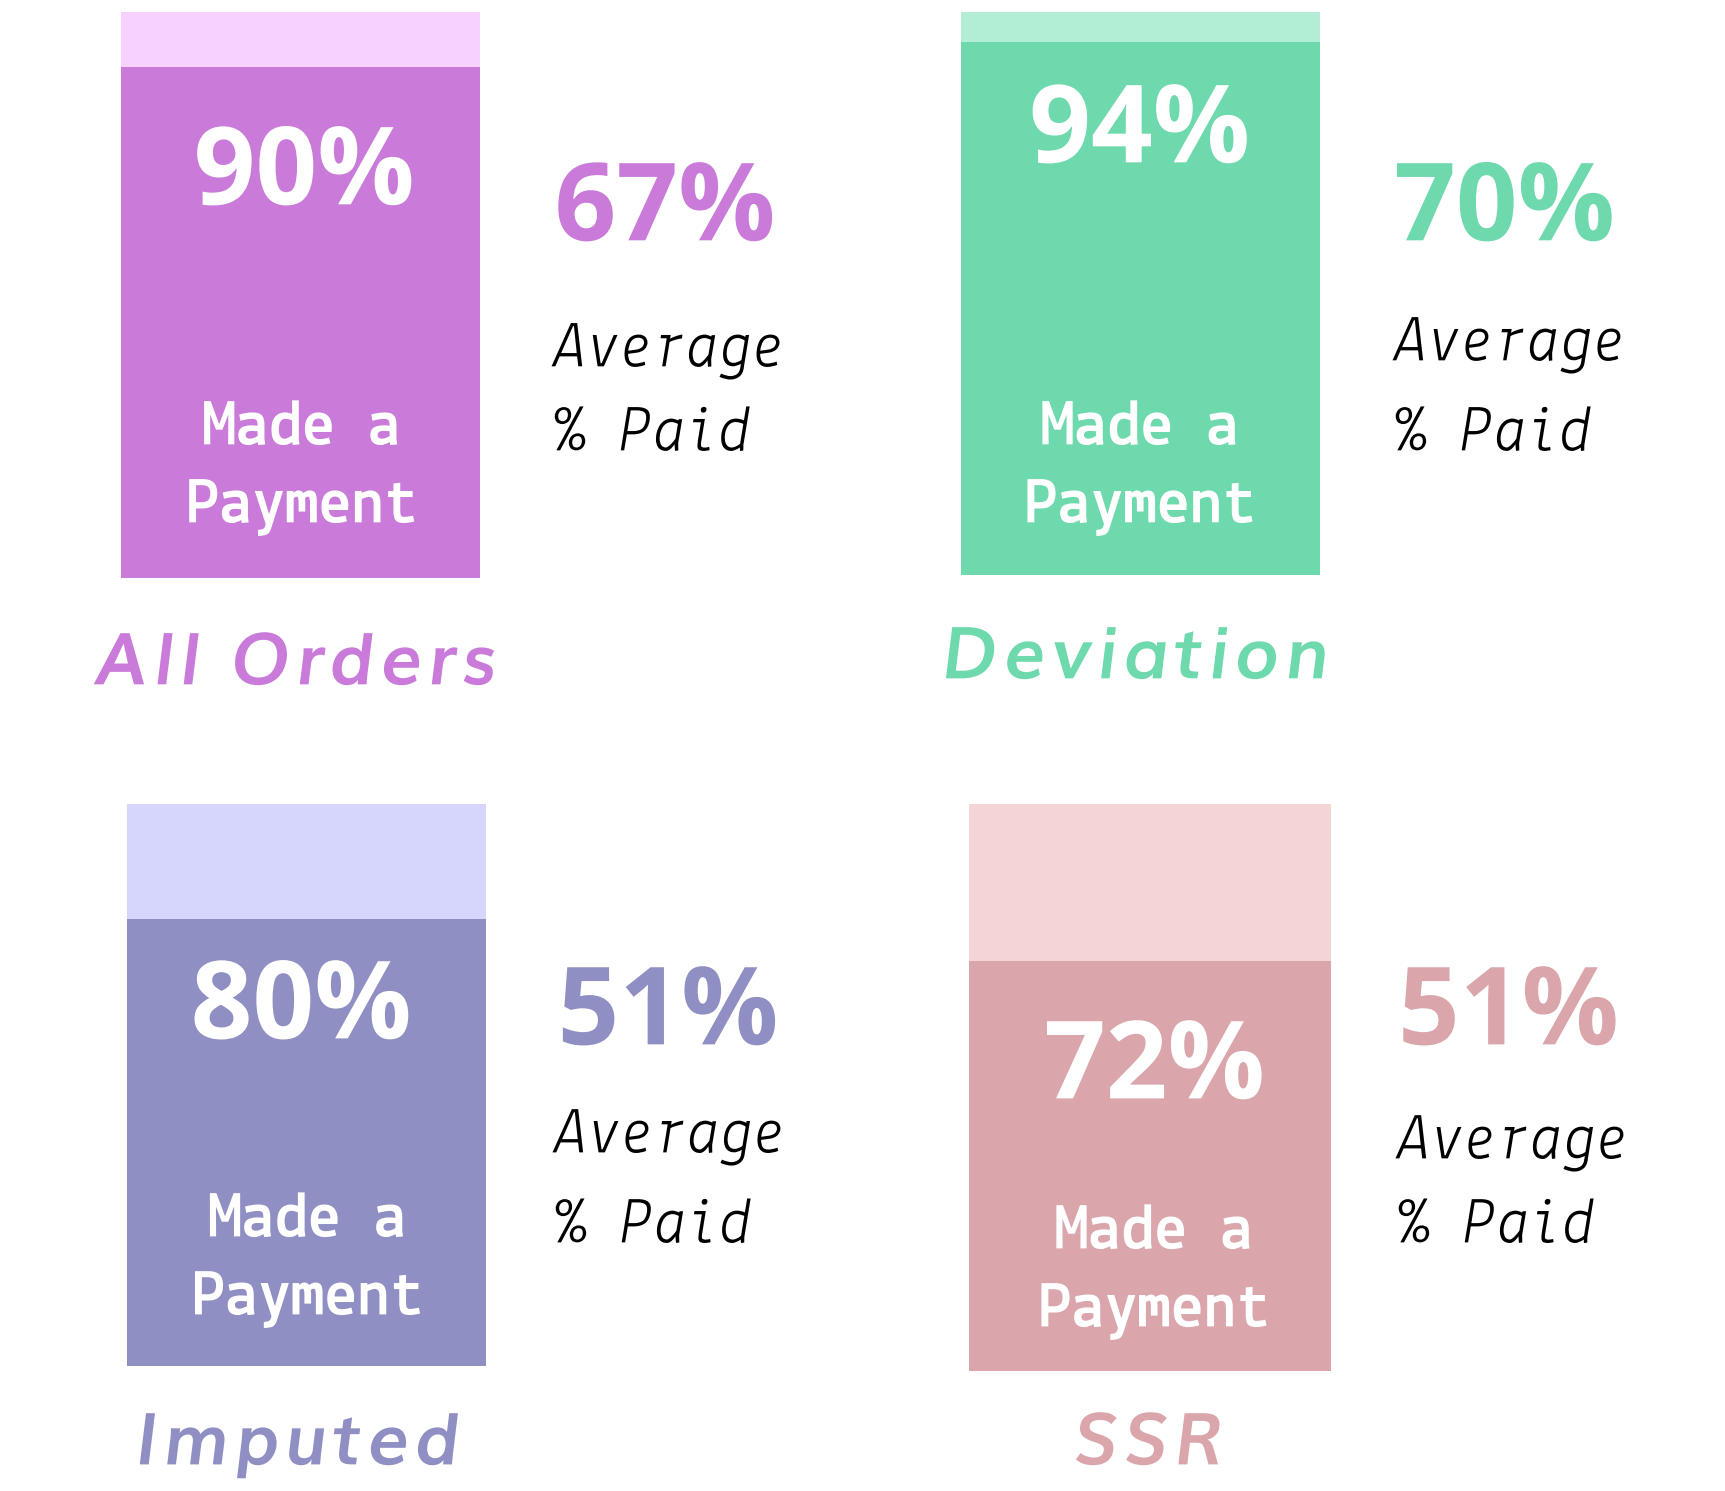 90%
Made a
Payment
67%
Average
% Paid
All Orders
94%
Made a
Payment
70%
Average
% Paid
Deviation
80%
Made a
Payment
51%
Average
% Paid
Imputed
72%
Made a
Payment
51%
Average
% Paid
SSR